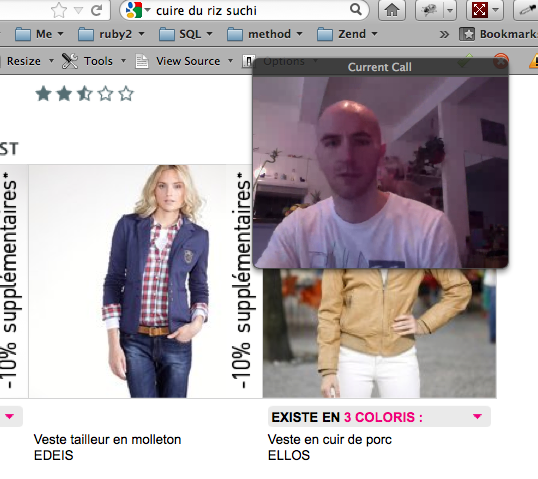 cuire du riz suchi
Me
ruby2
SQL
method
Zend
»
Bookmark
Resize
Tools
View Source
Options
Current Call
ST
-10% supplémentaires*
-10% supplémentaires*
EXISTE EN 3 COLORIS :
Veste tailleur en molleton
EDEIS
Veste en cuir de porc
ELLOS